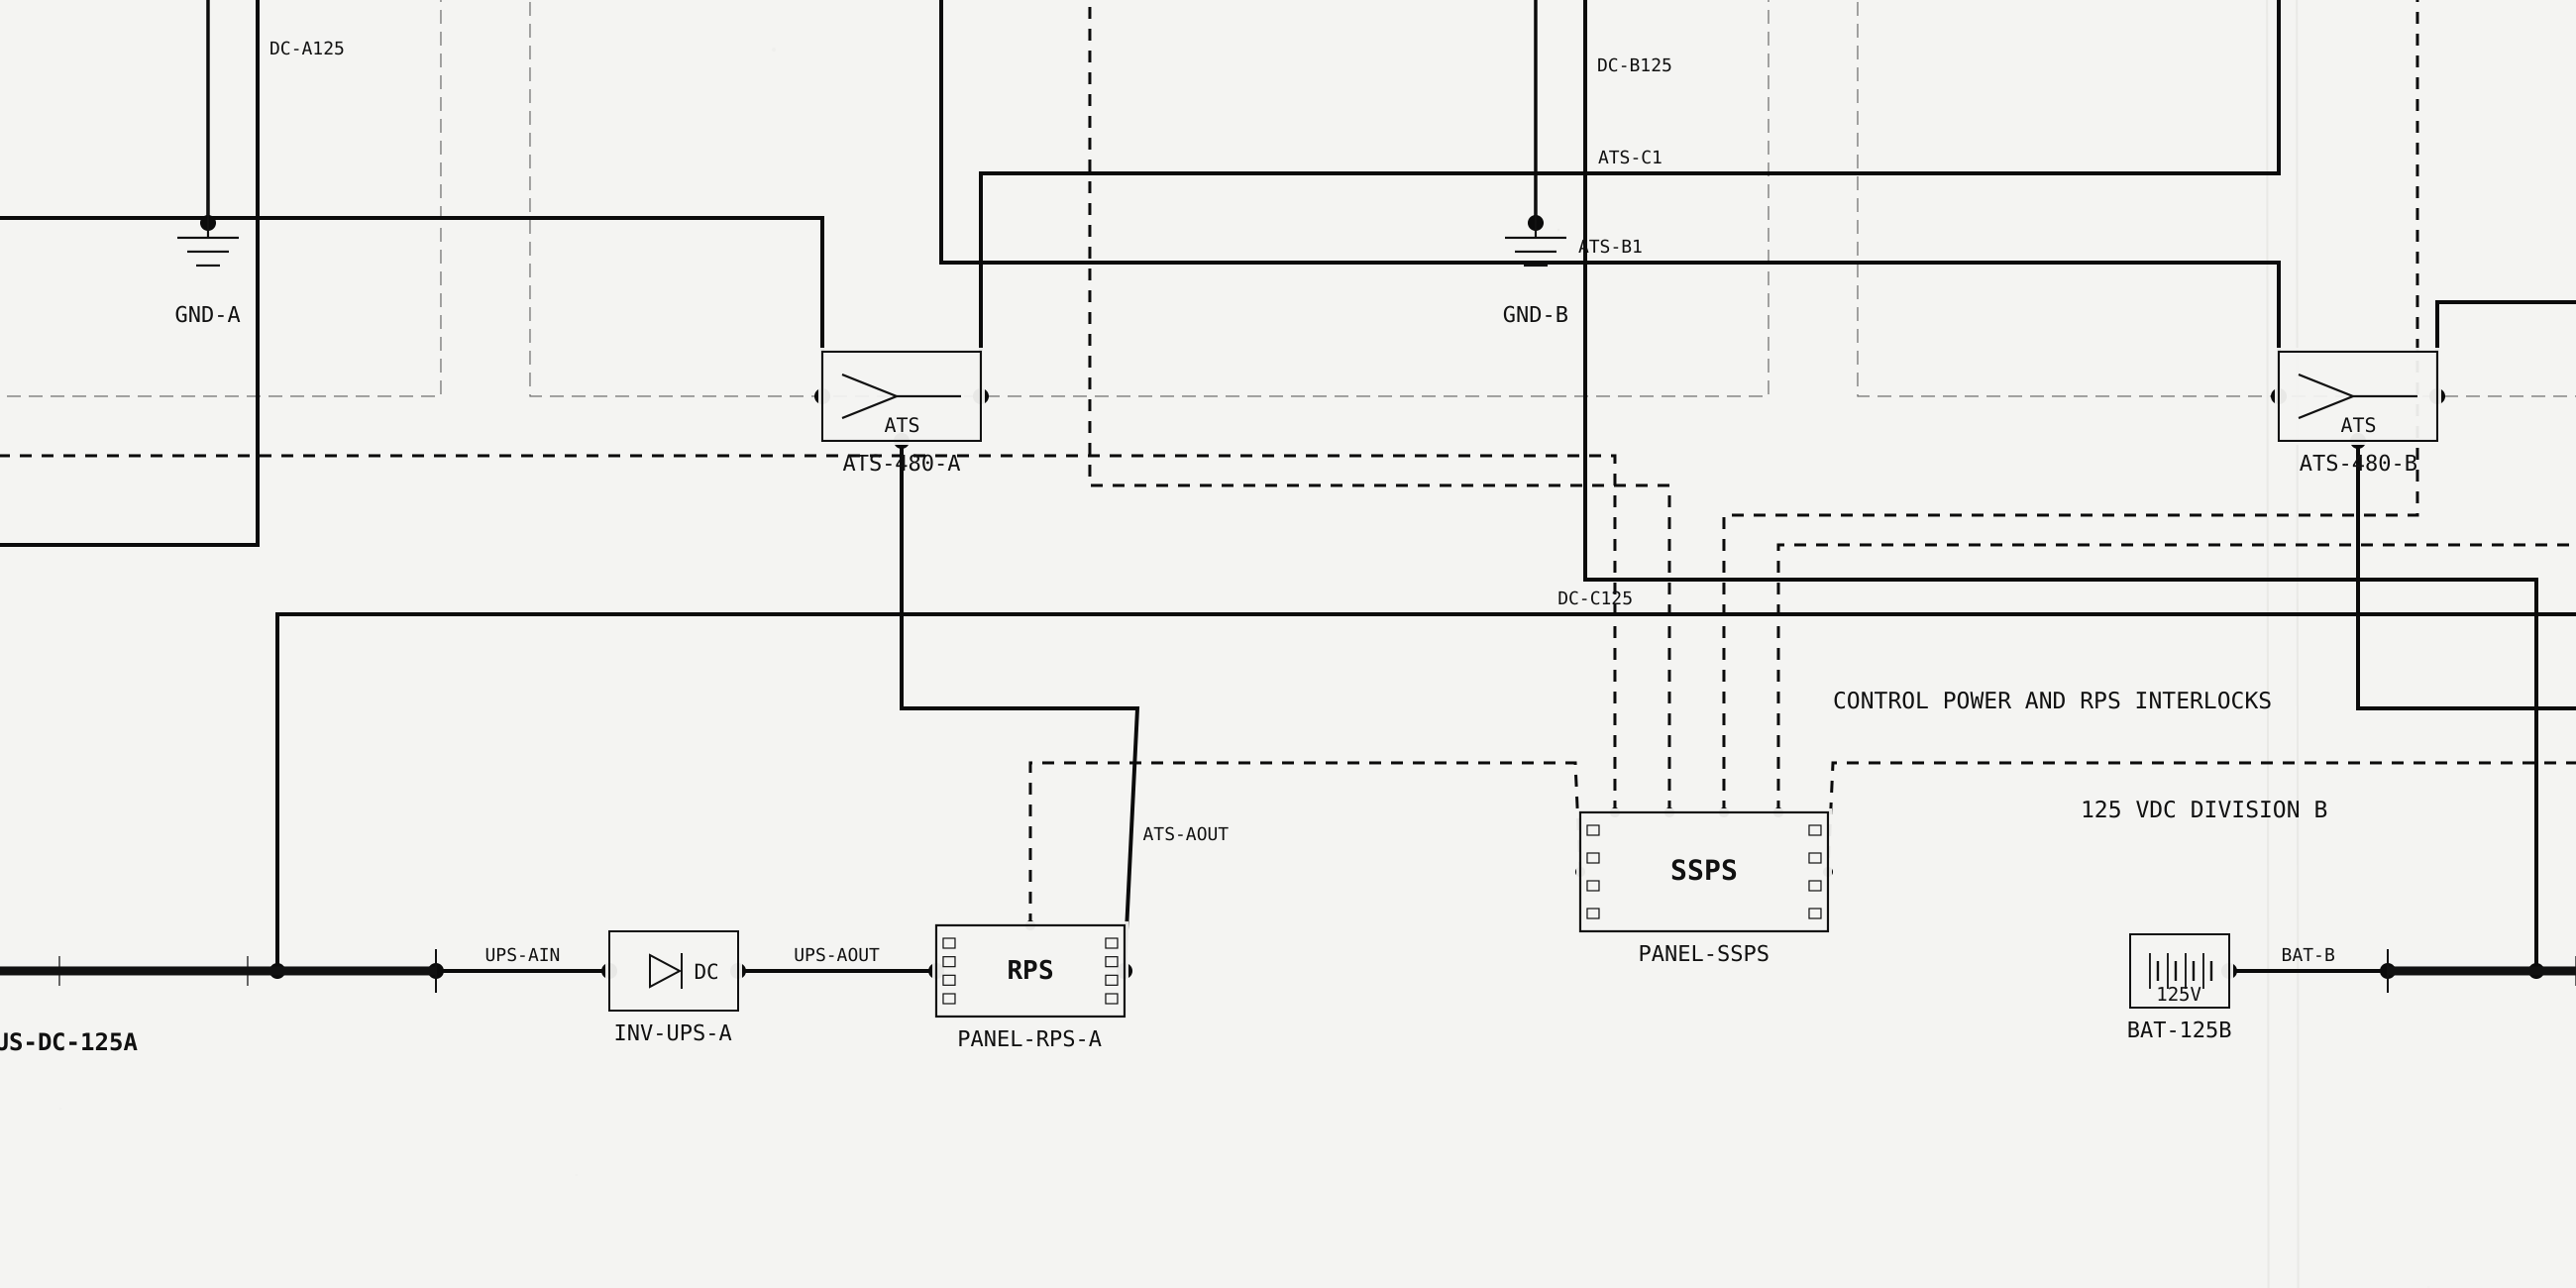 DC-A125
DC-B125
ATS-C1
ATS-B1
GND-A
GND-B
ATS
ATS
ATS-480-A
ATS-480-B
DC-C125
CONTROL POWER AND RPS INTERLOCKS
125 VDC DIVISION B
ATS-AOUT
SSPS
PANEL-SSPS
UPS-AIN
UPS-AOUT
BAT-B
DC
RPS
125V
US-DC-125A
INV-UPS-A
PANEL-RPS-A
BAT-125B